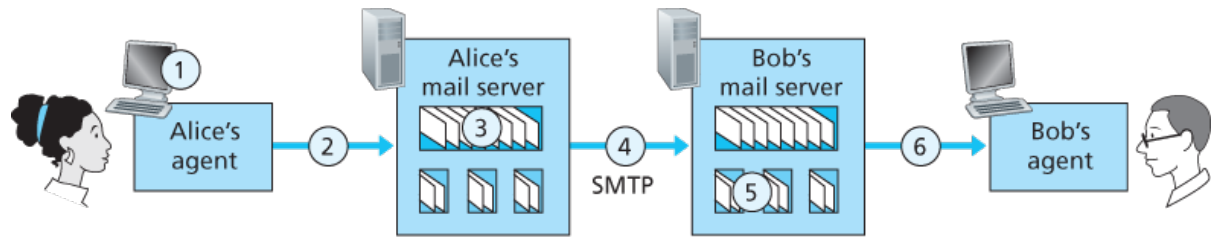 1
Alice's
agent
2
Alice's
mail server
3
4
SMTP
Bob's
mail server
5
6
Bob's
agent